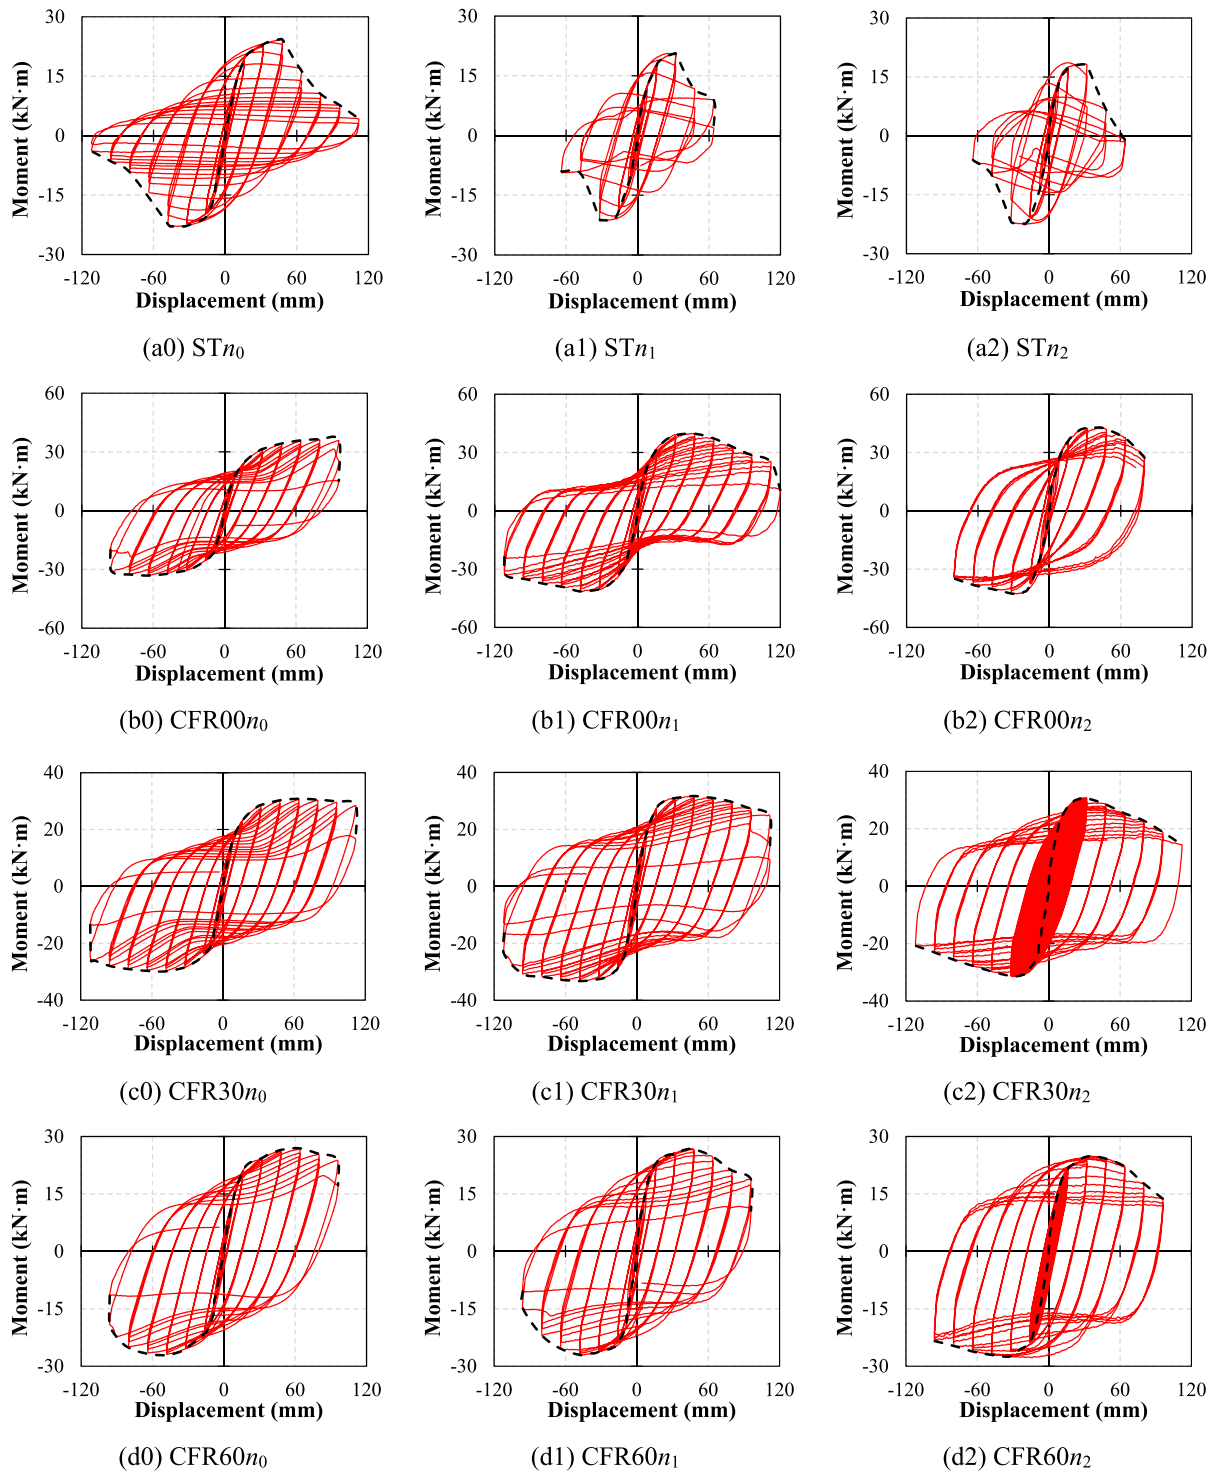 30
15
0
-15
-30
-120 -60 0 60 120
Moment (kN·m)
Displacement (mm)
(a0) STn0
30
15
0
-15
-30
-120 -60 0 60 120
Moment (kN·m)
Displacement (mm)
(a1) STn1
30
15
0
-15
-30
-120 -60 0 60 120
Moment (kN·m)
Displacement (mm)
(a2) STn2
60
30
0
-30
-60
-120 -60 0 60 120
Moment (kN·m)
Displacement (mm)
(b0) CFR00n0
60
30
0
-30
-60
-120 -60 0 60 120
Moment (kN·m)
Displacement (mm)
(b1) CFR00n1
60
30
0
-30
-60
-120 -60 0 60 120
Moment (kN·m)
Displacement (mm)
(b2) CFR00n2
40
20
0
-20
-40
-120 -60 0 60 120
Moment (kN·m)
Displacement (mm)
(c0) CFR30n0
40
20
0
-20
-40
-120 -60 0 60 120
Moment (kN·m)
Displacement (mm)
(c1) CFR30n1
40
20
0
-20
-40
-120 -60 0 60 120
Moment (kN·m)
Displacement (mm)
(c2) CFR30n2
30
15
0
-15
-30
-120 -60 0 60 120
Moment (kN·m)
Displacement (mm)
(d0) CFR60n0
30
15
0
-15
-30
-120 -60 0 60 120
Moment (kN·m)
Displacement (mm)
(d1) CFR60n1
30
15
0
-15
-30
-120 -60 0 60 120
Moment (kN·m)
Displacement (mm)
(d2) CFR60n2